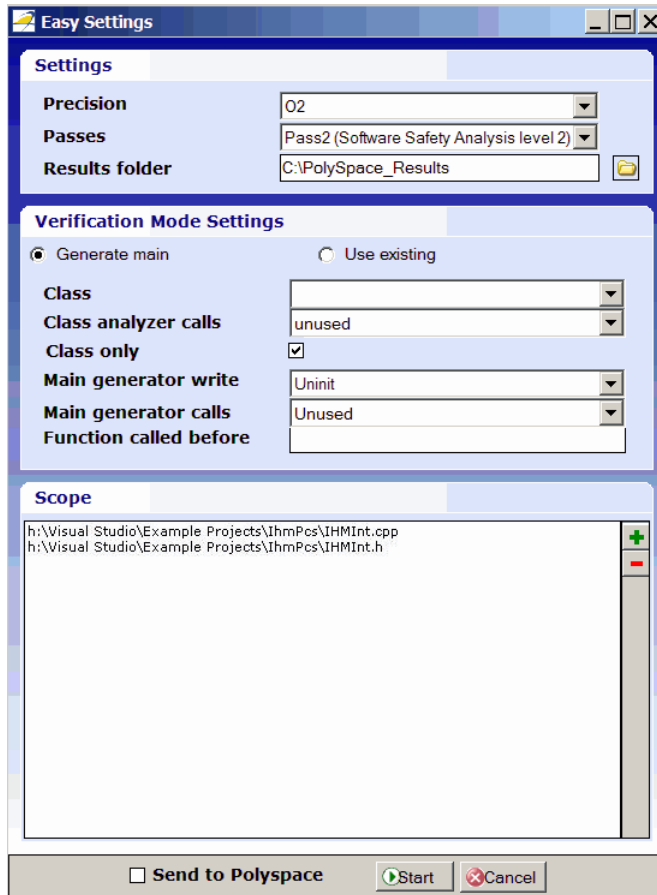 Easy Settings
Settings
Precision O2
Passes Pass2 (Software Safety Analysis level 2)
Results folder C:\PolySpace_Results
Verification Mode Settings
Generate main Use existing
Class
Class analyzer calls unused
Class only
Main generator write Uninit
Main generator calls Unused
Function called before
Scope
h:\Visual Studio\Example Projects\IhmPcs\IHMInt.cpp
h:\Visual Studio\Example Projects\IhmPcs\IHMInt.h
Send to Polyspace Start Cancel